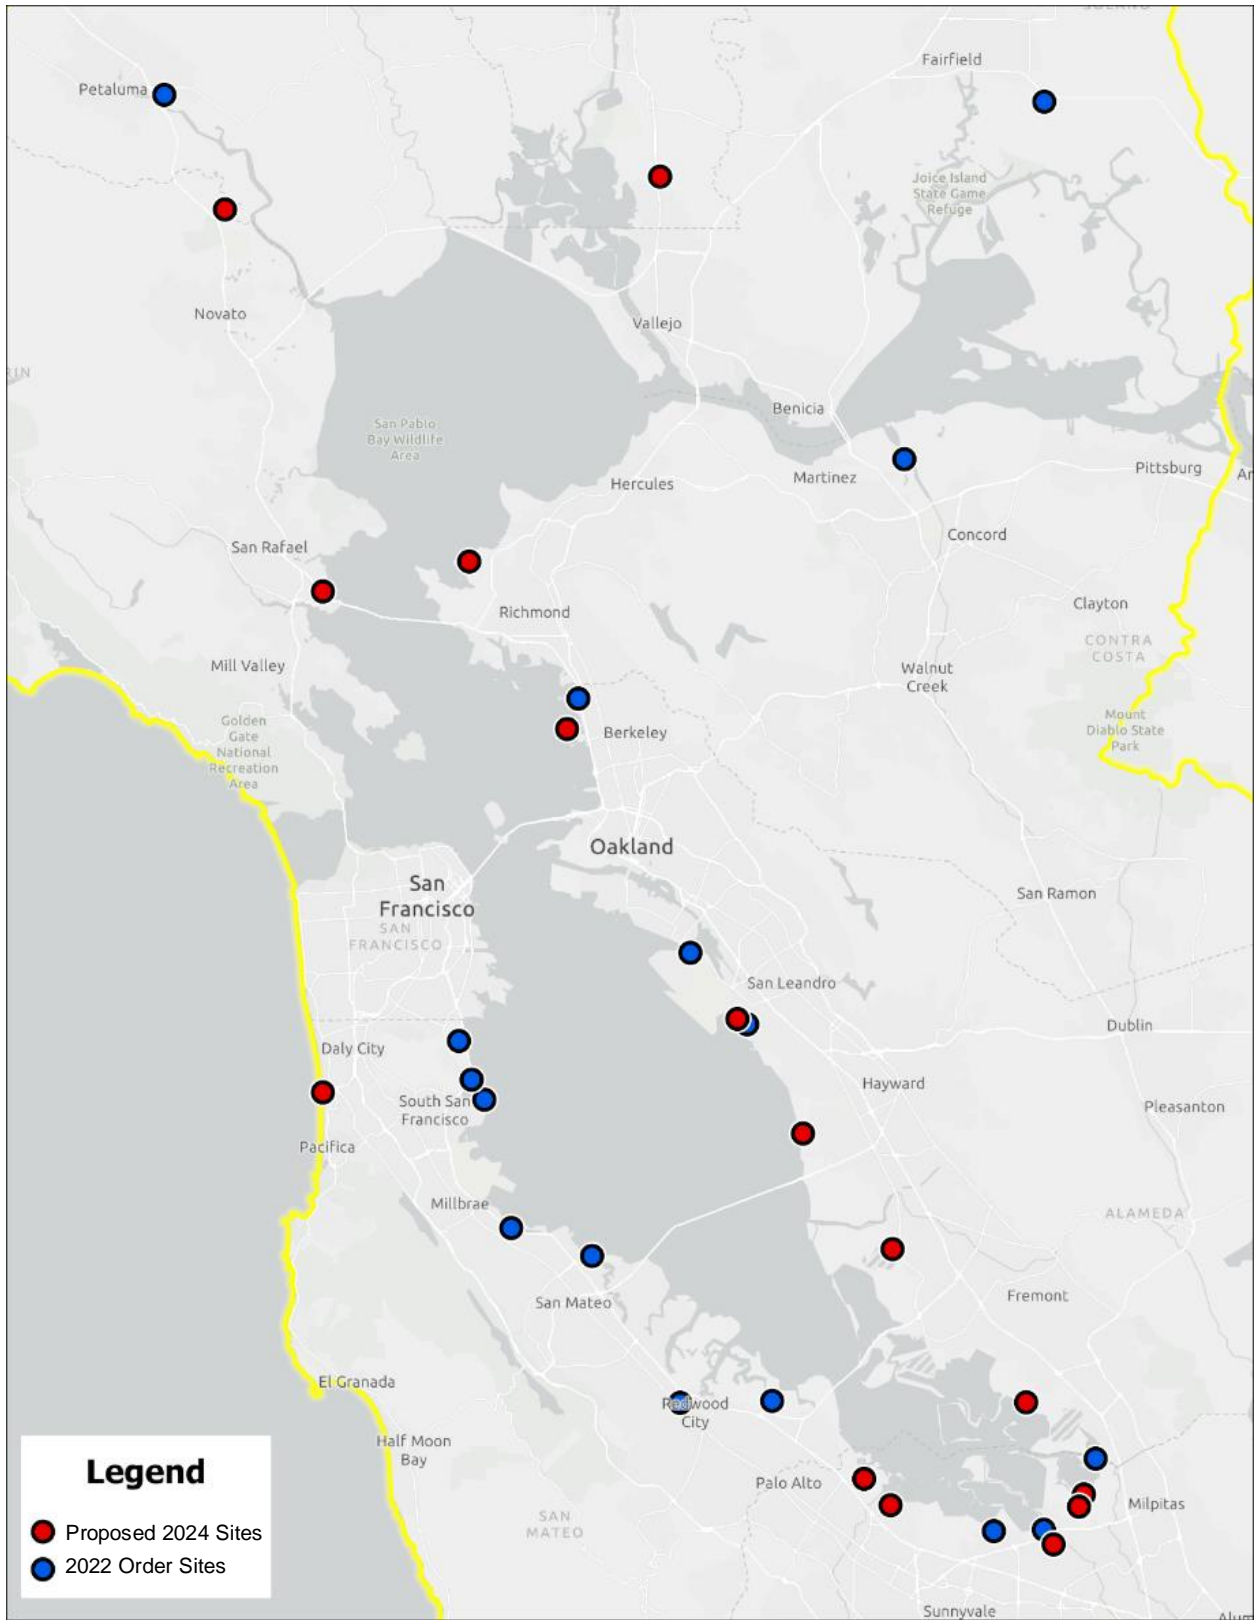 SOLANO
Fairfield
Petaluma
Joice Island
State Game
Refuge
Novato
Vallejo
RIN
Benicia
San Pablo
Bay Wildlife
Area
Pittsburg
An
Martinez
Hercules
Concord
San Rafael
Clayton
Richmond
CONTRA
COSTA
Mill Valley
Walnut
Creek
Golden
Gate
National
Recreation
Area
Mount
Diablo State
Park
Berkeley
Oakland
San
Francisco
SAN
FRANCISCO
San Ramon
San Leandro
Dublin
Daly City
Hayward
South San
Francisco
Pleasanton
Pacifica
Millbrae
ALAMEDA
Fremont
San Mateo
El Granada
Redwood
City
Half Moon
Bay
Palo Alto
Milpitas
SAN
MATEO
Sunnyvale
Alum
Legend
Proposed 2024 Sites
2022 Order Sites